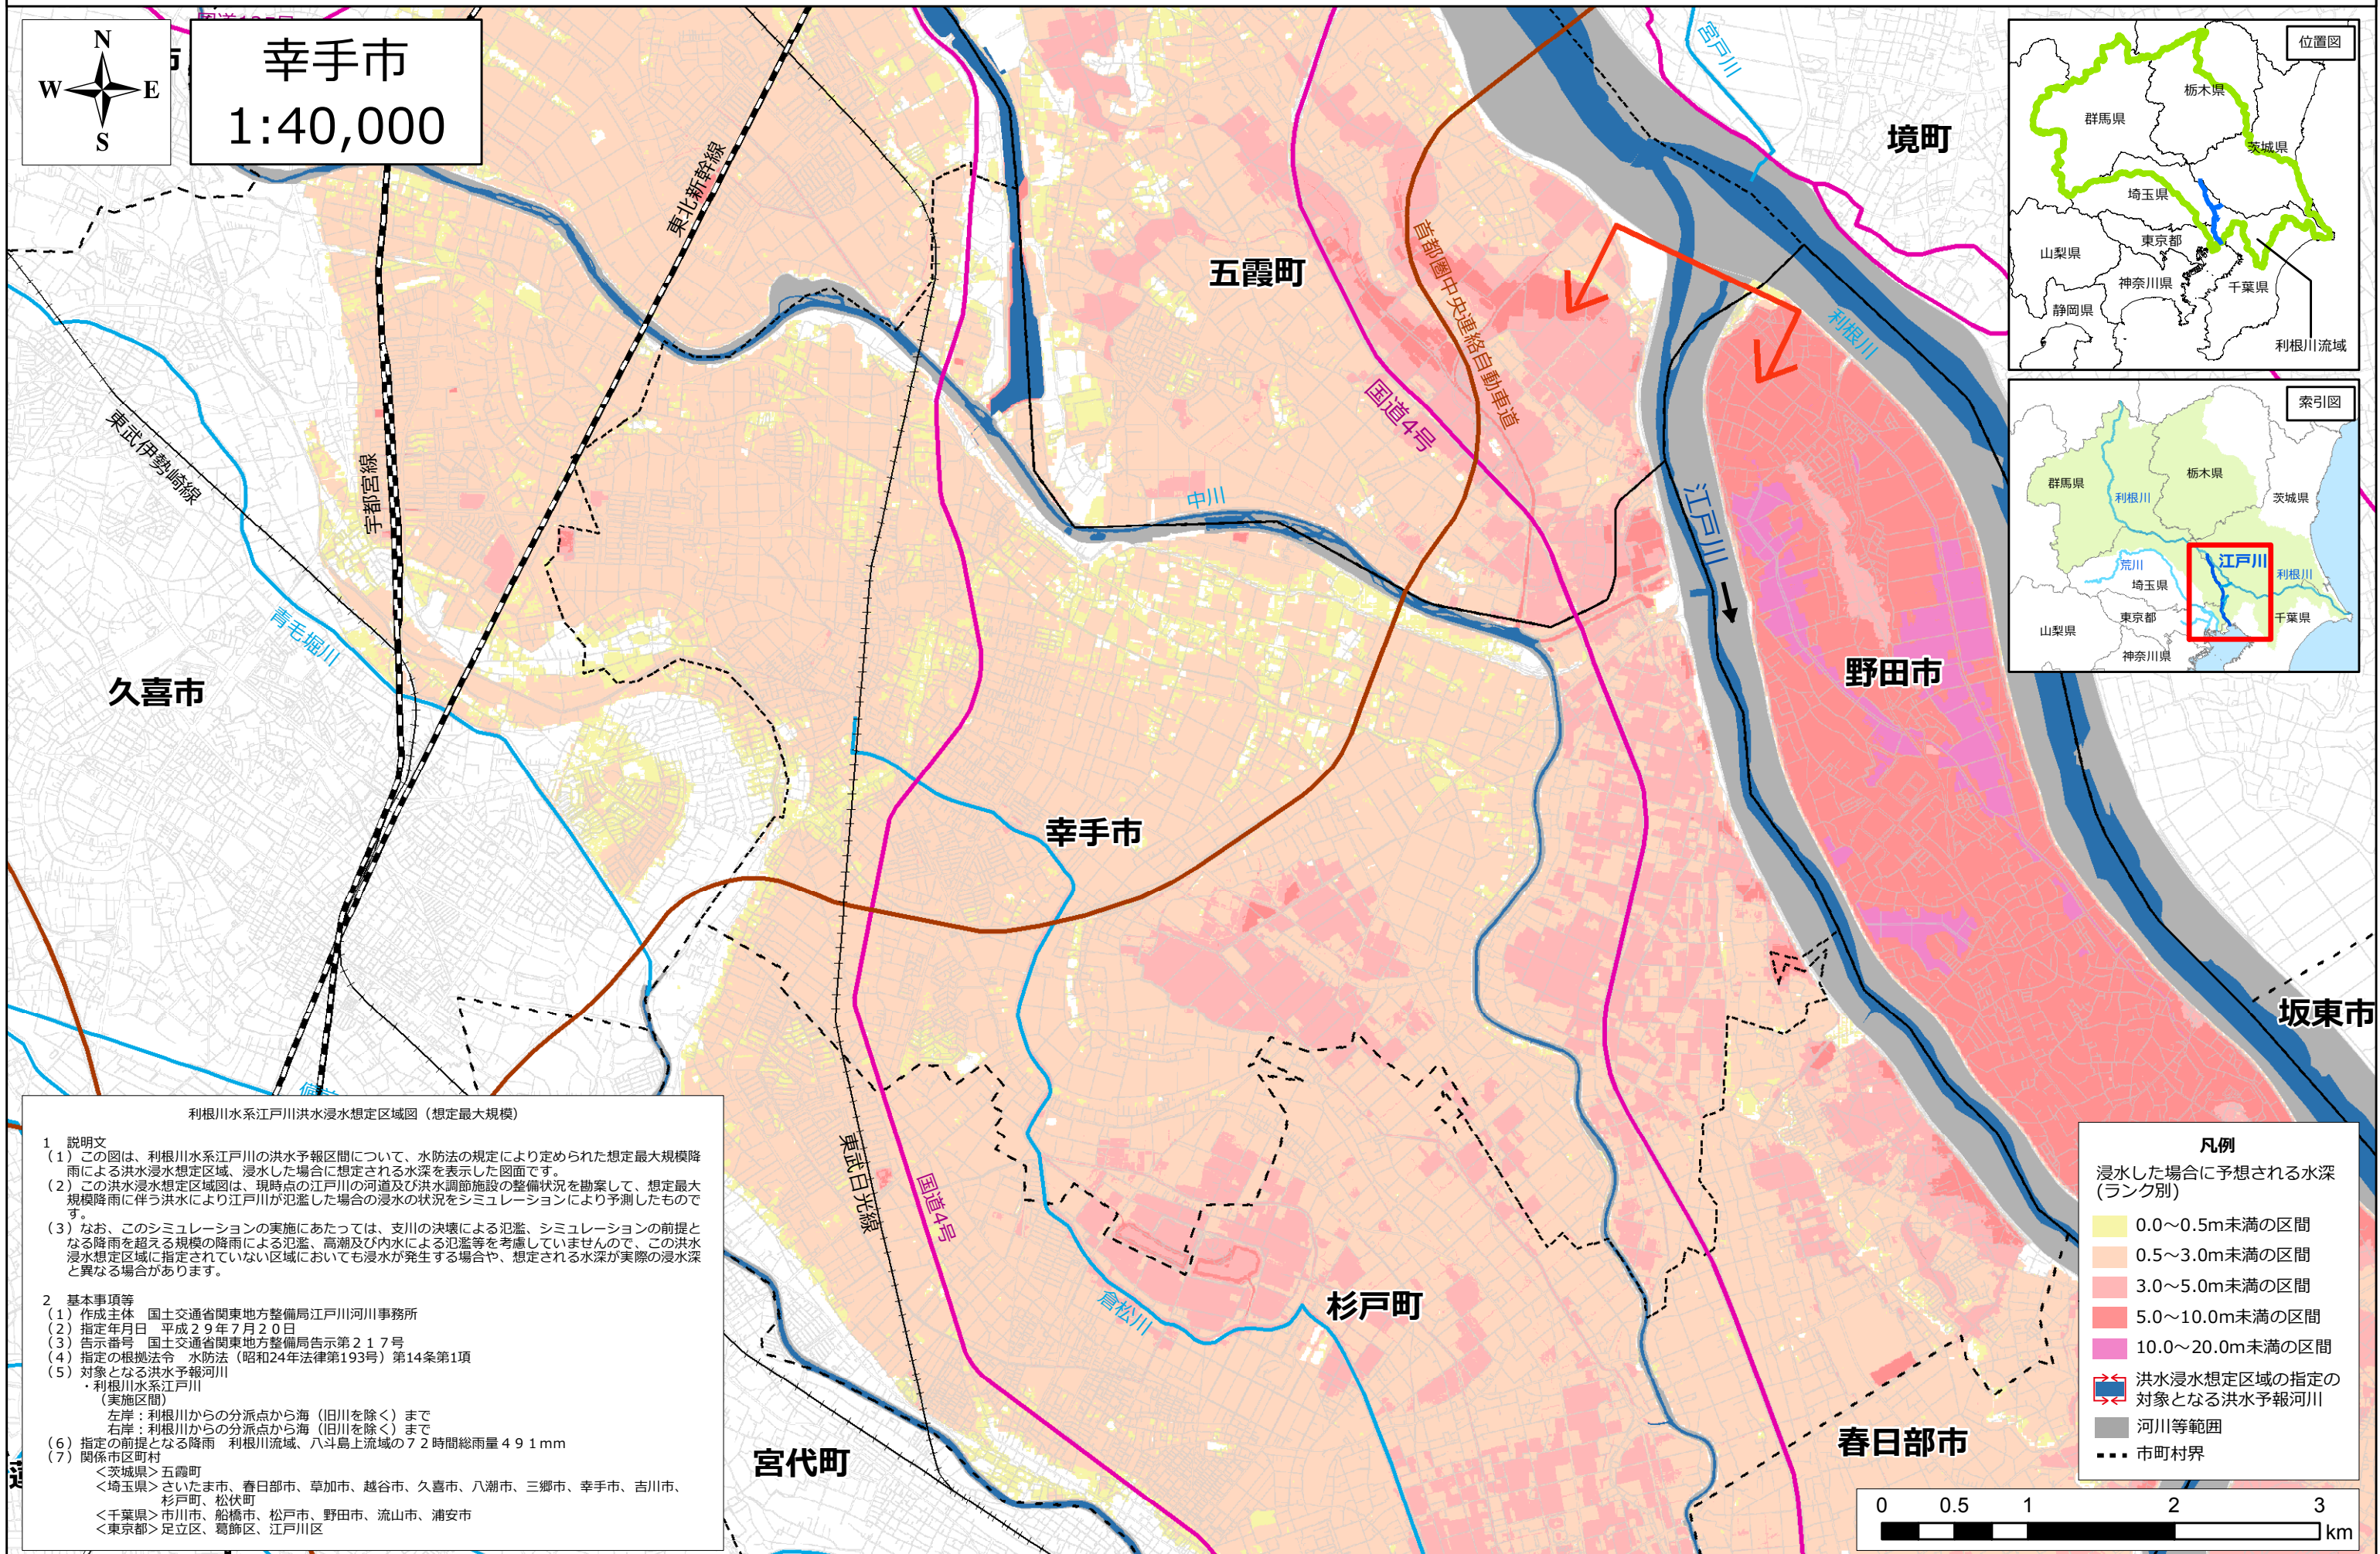 国道125号
市
N
W
E
S
幸手市
1:40,000
東北新幹線
宇都宮線
東武伊勢崎線
青毛堀川
久喜市
五霞町
首都圏中央連絡自動車道
国道4号
中川
江戸川
利根川
宮戸川
境町
野田市
幸手市
坂東市
東武日光線
国道4号
倉松川
杉戸町
宮代町
春日部市
位置図
群馬県
栃木県
茨城県
埼玉県
東京都
山梨県
神奈川県
千葉県
静岡県
利根川流域
索引図
群馬県
栃木県
茨城県
利根川
荒川
江戸川
利根川
埼玉県
東京都
千葉県
山梨県
神奈川県
利根川水系江戸川洪水浸水想定区域図（想定最大規模）
1　説明文
（1）この図は、利根川水系江戸川の洪水予報区間について、水防法の規定により定められた想定最大規模降
雨による洪水浸水想定区域、浸水した場合に想定される水深を表示した図面です。
（2）この洪水浸水想定区域図は、現時点の江戸川の河道及び洪水調節施設の整備状況を勘案して、想定最大
規模降雨に伴う洪水により江戸川が氾濫した場合の浸水の状況をシミュレーションにより予測したもので
す。
（3）なお、このシミュレーションの実施にあたっては、支川の決壊による氾濫、シミュレーションの前提と
なる降雨を超える規模の降雨による氾濫、高潮及び内水による氾濫等を考慮していませんので、この洪水
浸水想定区域に指定されていない区域においても浸水が発生する場合や、想定される水深が実際の浸水深
と異なる場合があります。
2　基本事項等
（1）作成主体　国土交通省関東地方整備局江戸川河川事務所
（2）指定年月日　平成２９年７月２０日
（3）告示番号　国土交通省関東地方整備局告示第２１７号
（4）指定の根拠法令　水防法（昭和24年法律第193号）第14条第1項
（5）対象となる洪水予報河川
・利根川水系江戸川
（実施区間）
左岸：利根川からの分派点から海（旧川を除く）まで
右岸：利根川からの分派点から海（旧川を除く）まで
（6）指定の前提となる降雨　利根川流域、八斗島上流域の７２時間総雨量４９１mm
（7）関係市区町村
＜茨城県＞五霞町
＜埼玉県＞さいたま市、春日部市、草加市、越谷市、久喜市、八潮市、三郷市、幸手市、吉川市、
杉戸町、松伏町
＜千葉県＞市川市、船橋市、松戸市、野田市、流山市、浦安市
＜東京都＞足立区、葛飾区、江戸川区
凡例
浸水した場合に予想される水深
(ランク別)
0.0～0.5m未満の区間
0.5～3.0m未満の区間
3.0～5.0m未満の区間
5.0～10.0m未満の区間
10.0～20.0m未満の区間
洪水浸水想定区域の指定の
対象となる洪水予報河川
河川等範囲
市町村界
0 0.5 1 2 3
km